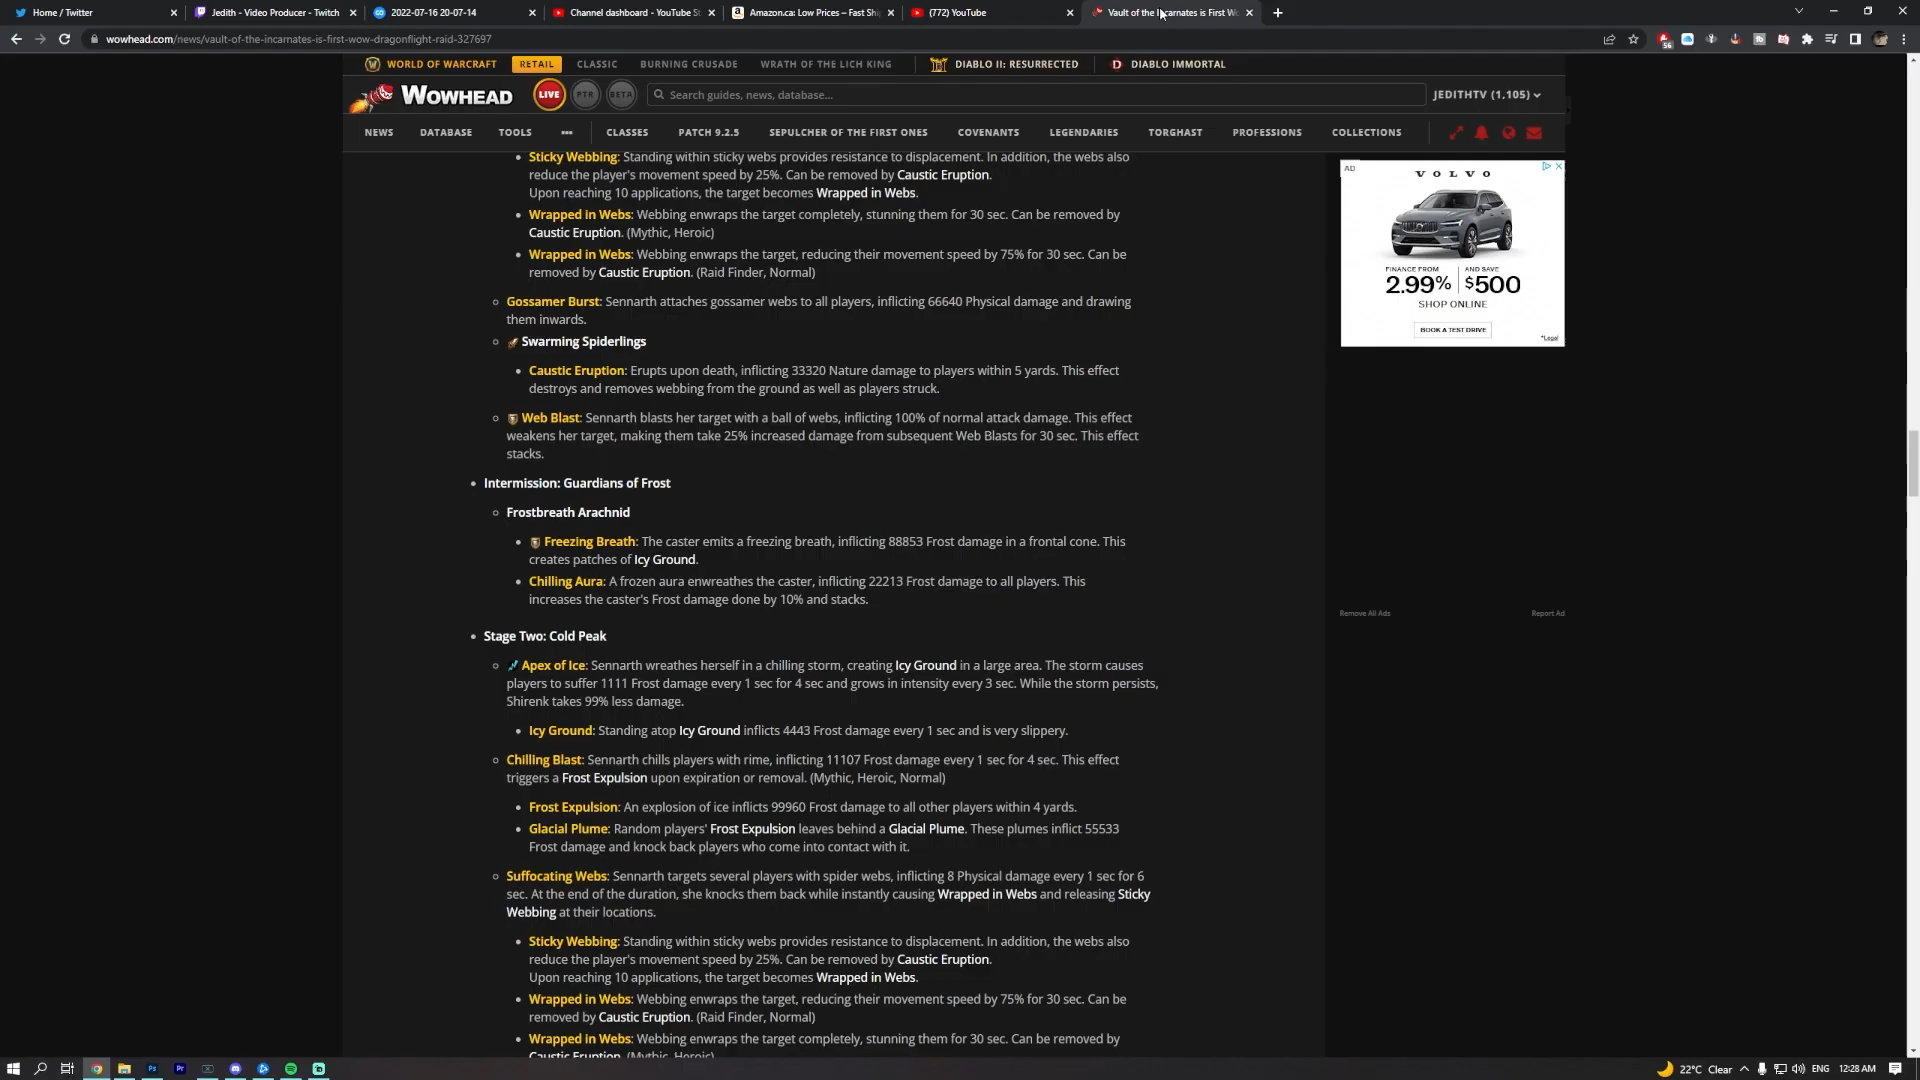 Home / Twitter
Jedith - Video Producer - Twitch
2022-07-16 20-07-14
Channel dashboard - YouTube St
Amazon.ca: Low Prices – Fast Shi
(772) YouTube
Vault of the Incarnates is First Wo
wowhead.com/news/vault-of-the-incarnates-is-first-wow-dragonflight-raid-327697
56
WORLD OF WARCRAFT RETAIL CLASSIC BURNING CRUSADE WRATH OF THE LICH KING DIABLO II: RESURRECTED DIABLO IMMORTAL
WOWHEAD LIVE PTR BETA Search guides, news, database... JEDITHTV (1,105)
NEWS DATABASE TOOLS ... CLASSES PATCH 9.2.5 SEPULCHER OF THE FIRST ONES COVENANTS LEGENDARIES TORGHAST PROFESSIONS COLLECTIONS
Sticky Webbing: Standing within sticky webs provides resistance to displacement. In addition, the webs also
reduce the player's movement speed by 25%. Can be removed by Caustic Eruption.
Upon reaching 10 applications, the target becomes Wrapped in Webs.
Wrapped in Webs: Webbing enwraps the target completely, stunning them for 30 sec. Can be removed by
Caustic Eruption. (Mythic, Heroic)
Wrapped in Webs: Webbing enwraps the target, reducing their movement speed by 75% for 30 sec. Can be
removed by Caustic Eruption. (Raid Finder, Normal)
Gossamer Burst: Sennarth attaches gossamer webs to all players, inflicting 66640 Physical damage and drawing
them inwards.
Swarming Spiderlings
Caustic Eruption: Erupts upon death, inflicting 33320 Nature damage to players within 5 yards. This effect
destroys and removes webbing from the ground as well as players struck.
Web Blast: Sennarth blasts her target with a ball of webs, inflicting 100% of normal attack damage. This effect
weakens her target, making them take 25% increased damage from subsequent Web Blasts for 30 sec. This effect
stacks.
Intermission: Guardians of Frost
Frostbreath Arachnid
Freezing Breath: The caster emits a freezing breath, inflicting 88853 Frost damage in a frontal cone. This
creates patches of Icy Ground.
Chilling Aura: A frozen aura enwreathes the caster, inflicting 22213 Frost damage to all players. This
increases the caster's Frost damage done by 10% and stacks.
Stage Two: Cold Peak
Apex of Ice: Sennarth wreathes herself in a chilling storm, creating Icy Ground in a large area. The storm causes
players to suffer 1111 Frost damage every 1 sec for 4 sec and grows in intensity every 3 sec. While the storm persists,
Shirenk takes 99% less damage.
Icy Ground: Standing atop Icy Ground inflicts 4443 Frost damage every 1 sec and is very slippery.
Chilling Blast: Sennarth chills players with rime, inflicting 11107 Frost damage every 1 sec for 4 sec. This effect
triggers a Frost Expulsion upon expiration or removal. (Mythic, Heroic, Normal)
Frost Expulsion: An explosion of ice inflicts 99960 Frost damage to all other players within 4 yards.
Glacial Plume: Random players' Frost Expulsion leaves behind a Glacial Plume. These plumes inflict 55533
Frost damage and knock back players who come into contact with it.
Suffocating Webs: Sennarth targets several players with spider webs, inflicting 8 Physical damage every 1 sec for 6
sec. At the end of the duration, she knocks them back while instantly causing Wrapped in Webs and releasing Sticky
Webbing at their locations.
Sticky Webbing: Standing within sticky webs provides resistance to displacement. In addition, the webs also
reduce the player's movement speed by 25%. Can be removed by Caustic Eruption.
Upon reaching 10 applications, the target becomes Wrapped in Webs.
Wrapped in Webs: Webbing enwraps the target, reducing their movement speed by 75% for 30 sec. Can be
removed by Caustic Eruption. (Raid Finder, Normal)
Wrapped in Webs: Webbing enwraps the target completely, stunning them for 30 sec. Can be removed by
Caustic Eruption. (Mythic, Heroic)
AD
VOLVO
FINANCE FROM AND SAVE
2.99% $500
SHOP ONLINE
BOOK A TEST DRIVE
*Legal
Remove All Ads Report Ad
Ps Pr
22°C Clear ENG 12:28 AM